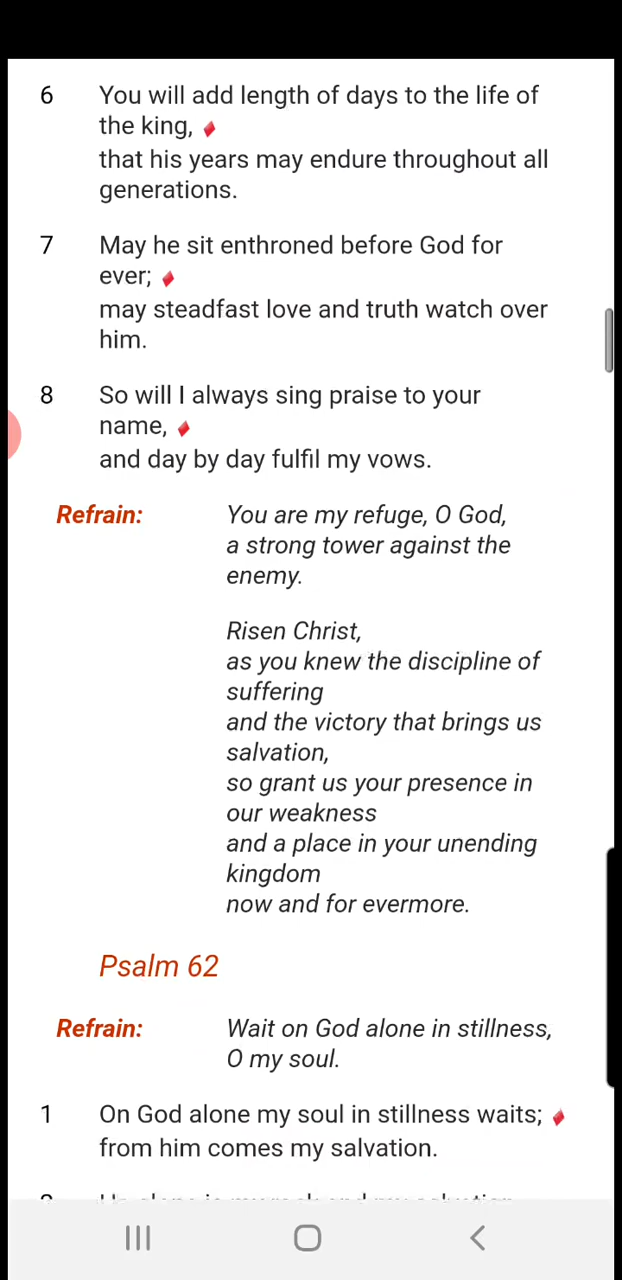 6 You will add length of days to the life of
the king, ♦
that his years may endure throughout all
generations.
7 May he sit enthroned before God for
ever; ♦
may steadfast love and truth watch over
him.
8 So will I always sing praise to your
name, ♦
and day by day fulfil my vows.
Refrain: You are my refuge, O God,
a strong tower against the
enemy.
Risen Christ,
as you knew the discipline of
suffering
and the victory that brings us
salvation,
so grant us your presence in
our weakness
and a place in your unending
kingdom
now and for evermore.
Psalm 62
Refrain: Wait on God alone in stillness,
O my soul.
1 On God alone my soul in stillness waits; ♦
from him comes my salvation.